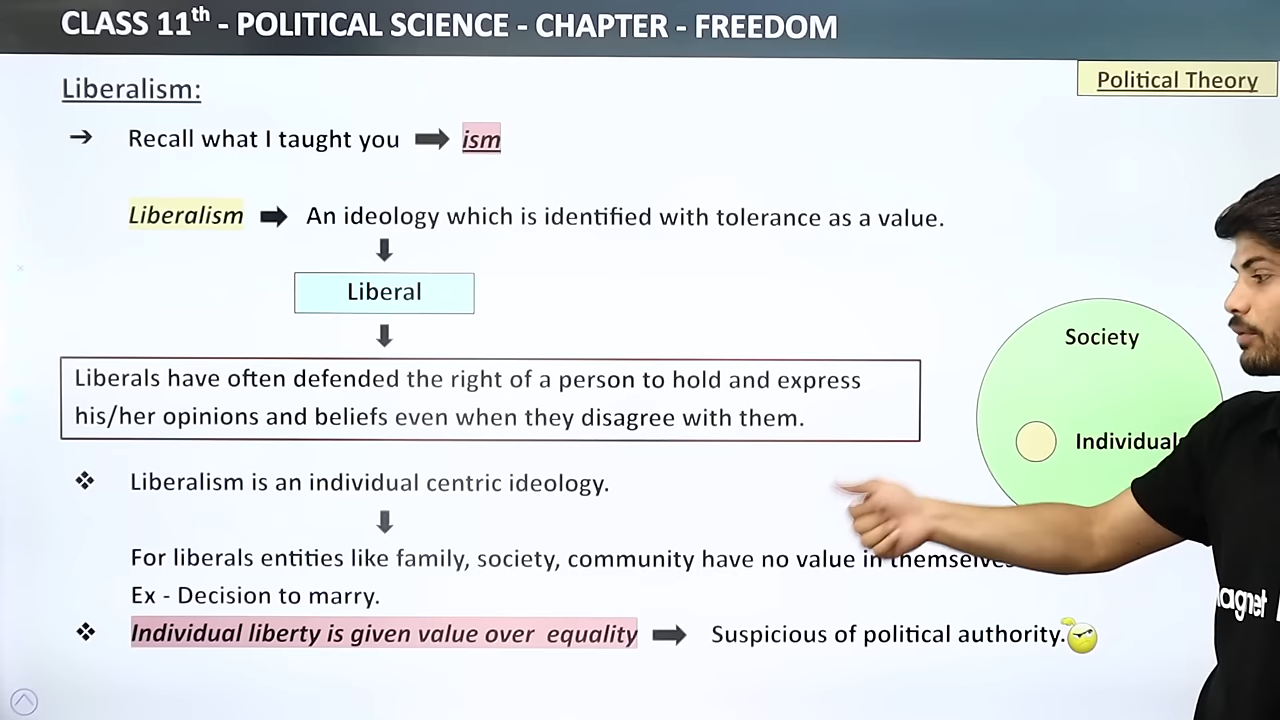 CLASS 11th - POLITICAL SCIENCE - CHAPTER - FREEDOM
Political Theory
Liberalism:
→ Recall what I taught you ➡ ism
Liberalism ➡ An ideology which is identified with tolerance as a value.
Liberal
Liberals have often defended the right of a person to hold and express
his/her opinions and beliefs even when they disagree with them.
Society
Individual
❖ Liberalism is an individual centric ideology.
For liberals entities like family, society, community have no value in
Ex - Decision to marry.
❖ Individual liberty is given value over equality ➡ Suspicious of political authority.